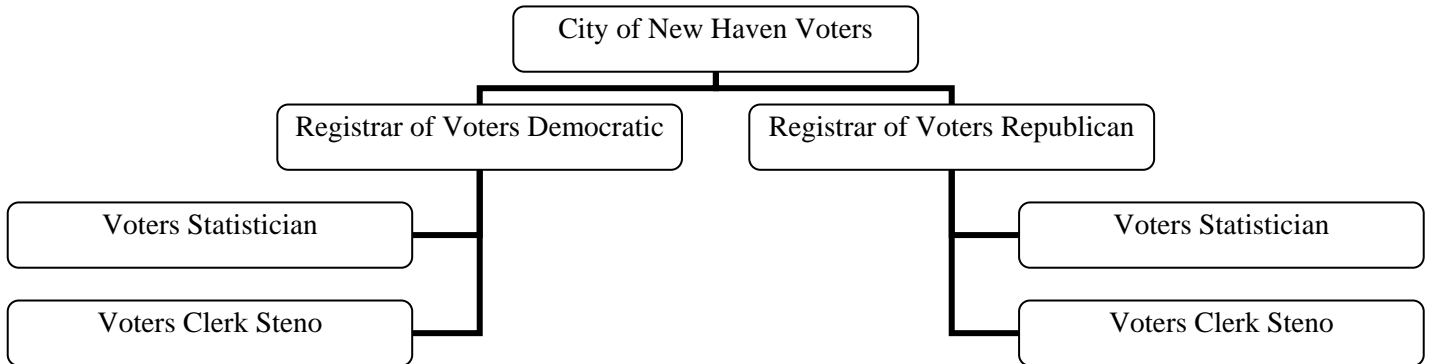 City of New Haven Voters
Registrar of Voters Democratic
Registrar of Voters Republican
Voters Statistician
Voters Statistician
Voters Clerk Steno
Voters Clerk Steno